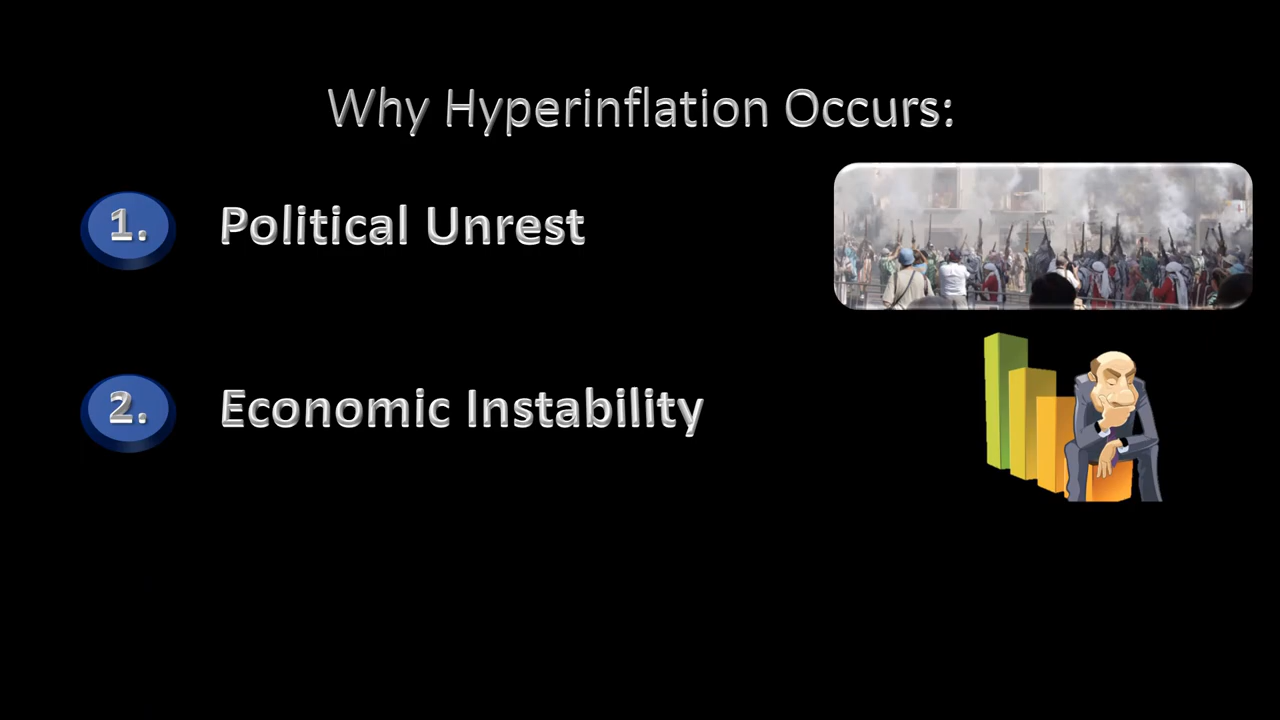 Why Hyperinflation Occurs:
1. Political Unrest
2. Economic Instability